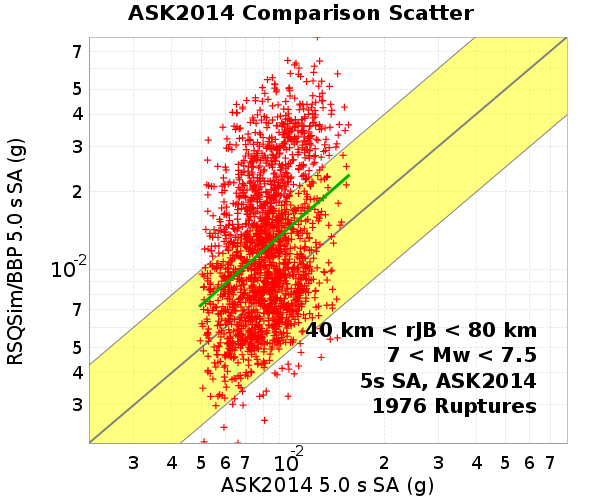 ASK2014 Comparison Scatter
RSQSim/BBP 5.0 s SA (g)
7
5
4
3
2
10-2
7
5
4
3
40 km < rJB < 80 km
7 < Mw < 7.5
5s SA, ASK2014
1976 Ruptures
3 4 5 6 7 10-2 2 3 4 5 6 7
ASK2014 5.0 s SA (g)